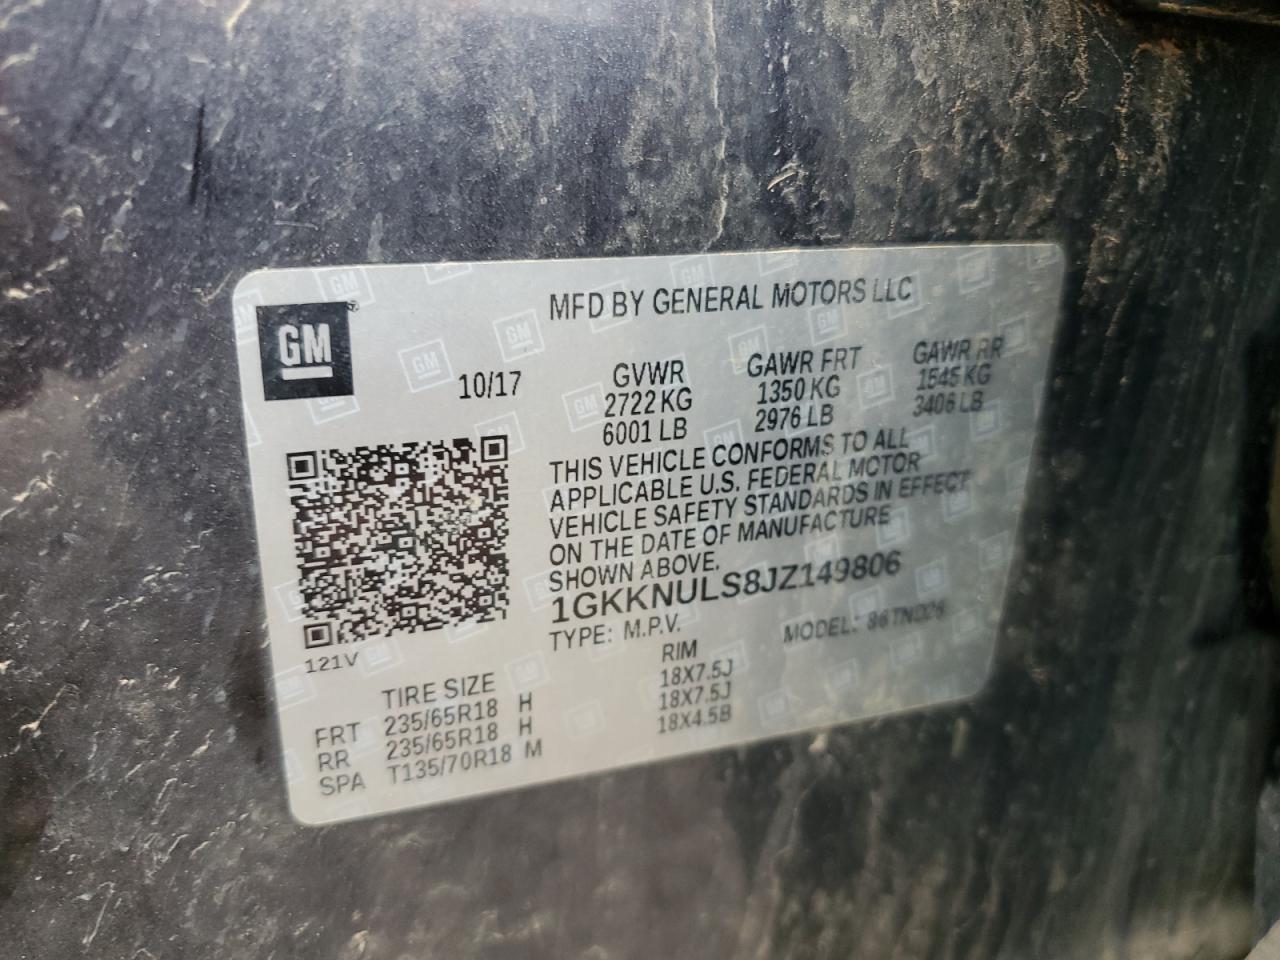 GM
MFD BY GENERAL MOTORS LLC
10/17
GVWR GAWR FRT GAWR RR
2722 KG 1350 KG 1545 KG
6001 LB 2976 LB 3406 LB
THIS VEHICLE CONFORMS TO ALL
APPLICABLE U.S. FEDERAL MOTOR
VEHICLE SAFETY STANDARDS IN EFFECT
ON THE DATE OF MANUFACTURE
SHOWN ABOVE.
1GKKNULS8JZ149806
TYPE: M.P.V. MODEL:
121V
TIRE SIZE RIM
FRT 235/65R18 H 18X7.5J
RR 235/65R18 H 18X7.5J
SPA T135/70R18 M 18X4.5B